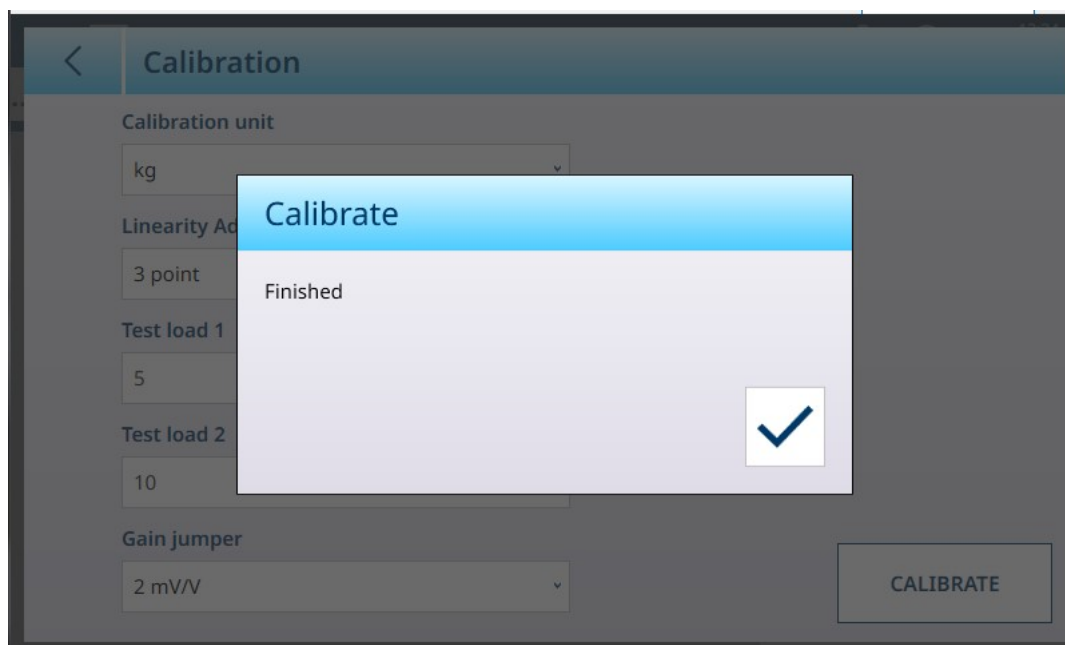 Calibration
Calibration unit
kg
Calibrate
Linearity Ad
3 point
Finished
Test load 1
5
Test load 2
10
Gain jumper
2 mV/V
CALIBRATE